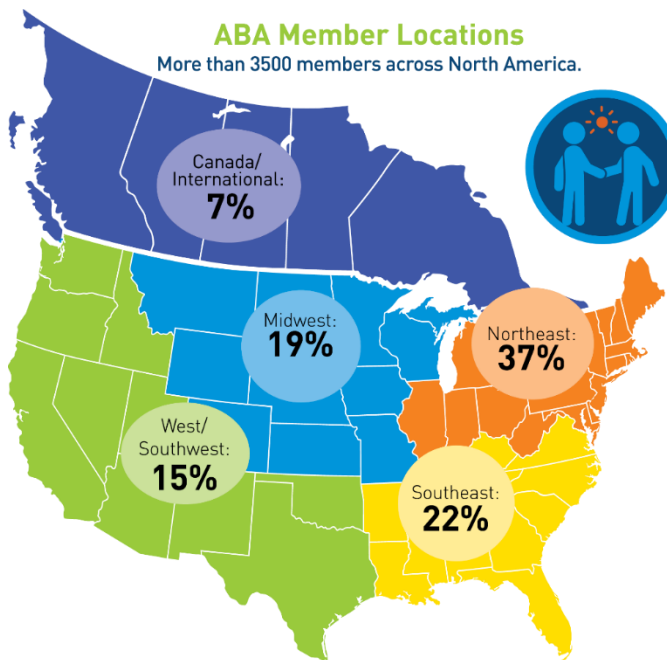 ABA Member Locations
More than 3500 members across North America.
Canada/
International:
7%
Midwest:
19%
Northeast:
37%
West/
Southwest:
15%
Southeast:
22%